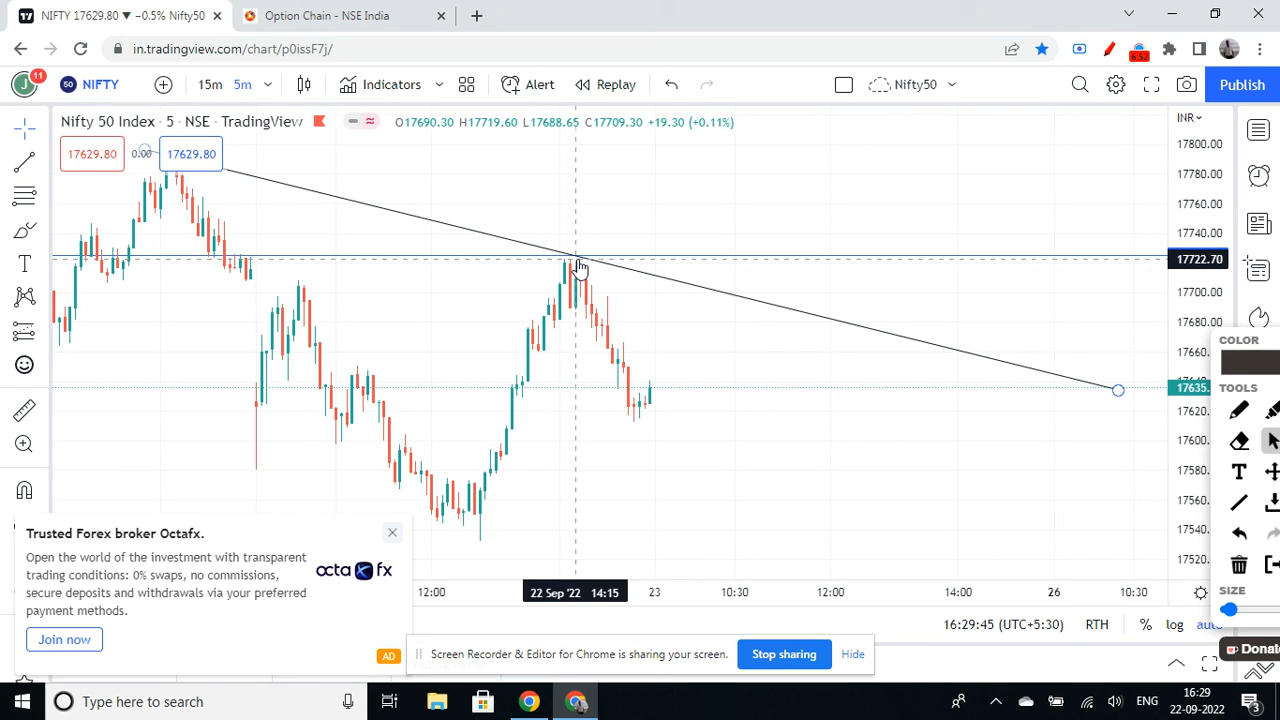 NIFTY 17629.80 ▼ −0.5% Nifty50
Option Chain - NSE India
in.tradingview.com/chart/p0issF7j/
6:52
J
11
50
NIFTY
15m
5m
Indicators
Alert
Replay
Nifty50
Publish
Nifty 50 Index · 5 · NSE · TradingView
O17690.30 H17719.60 L17688.65 C17709.30 +19.30 (+0.11%)
INR
17629.80
0.00
17629.80
17800.00
17780.00
17760.00
17740.00
17722.70
17700.00
17680.00
17660.00
17635.
17620.00
17600.00
17580.00
17560.00
17540.00
17520.00
COLOR
TOOLS
T
SIZE
Donate
Trusted Forex broker Octafx.
Open the world of the investment with transparent
trading conditions: 0% swaps, no commissions,
secure deposits and withdrawals via your preferred
payment methods.
octa fx
Join now
AD
12:00
22 Sep '22 14:15
23
10:30
12:00
14:00
26
10:30
16:29:45 (UTC+5:30)
RTH
%
log
auto
Screen Recorder & Editor for Chrome is sharing your screen.
Stop sharing
Hide
Type here to search
ENG
16:29
22-09-2022
3